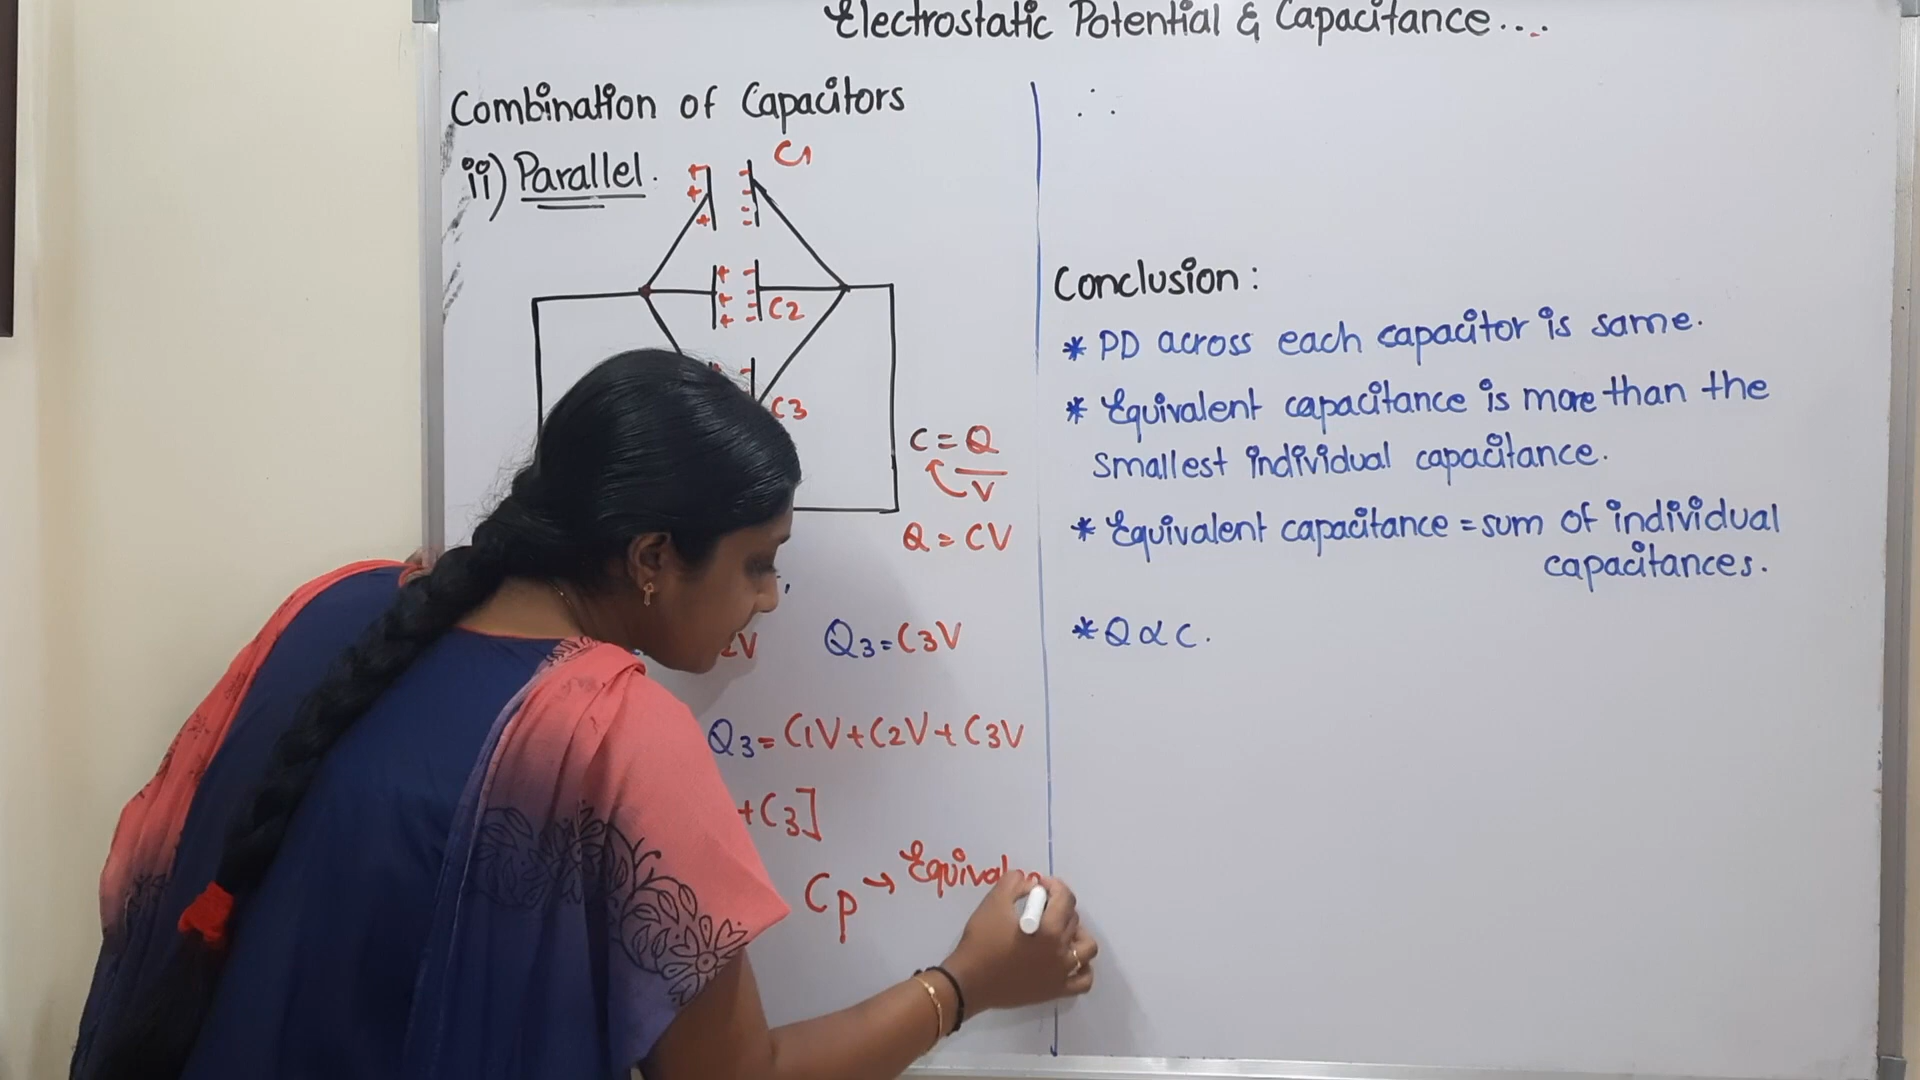 Electrostatic Potential & Capacitance....
Combination of Capacitors
ii) Parallel.
C1
C2
C3
C = Q
V
Q = CV
2V Q3 = C3V
Q3 = C1V + C2V + C3V
+ C3]
Cp → Equivale
∴
Conclusion :
* PD across each capacitor is same.
* Equivalent capacitance is more than the
smallest individual capacitance.
* Equivalent capacitance = sum of individual
capacitances.
* Q α C.